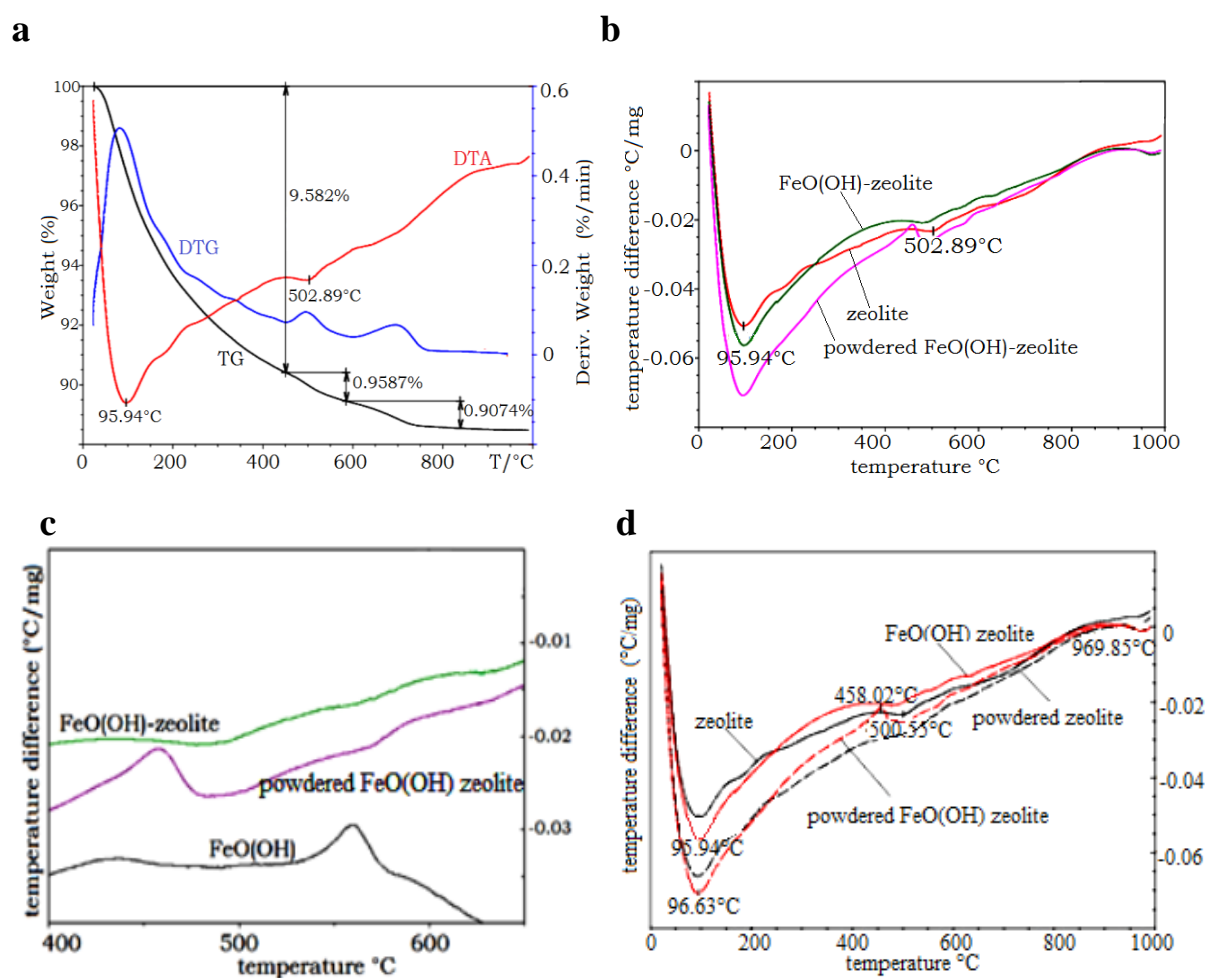 a
100
98
96
94
92
90
Weight (%)
0
200
400
600
800
T/°C
0.6
0.4
0.2
0
Deriv. Weight (%/min)
DTA
DTG
TG
9.582%
0.9587%
0.9074%
502.89°C
95.94°C
b
0
-0.02
-0.04
-0.06
temperature difference °C/mg
0
200
400
600
800
1000
temperature °C
FeO(OH)-zeolite
502.89°C
zeolite
powdered FeO(OH)-zeolite
95.94°C
c
temperature difference (°C/mg)
-0.01
-0.02
-0.03
FeO(OH)-zeolite
powdered FeO(OH) zeolite
FeO(OH)
400
500
600
temperature °C
d
temperature difference (°C/mg)
0
-0.02
-0.04
-0.06
FeO(OH) zeolite
969.85°C
458.02°C
zeolite
500.55°C
powdered zeolite
powdered FeO(OH) zeolite
95.94°C
96.63°C
0
200
400
600
800
1000
temperature °C